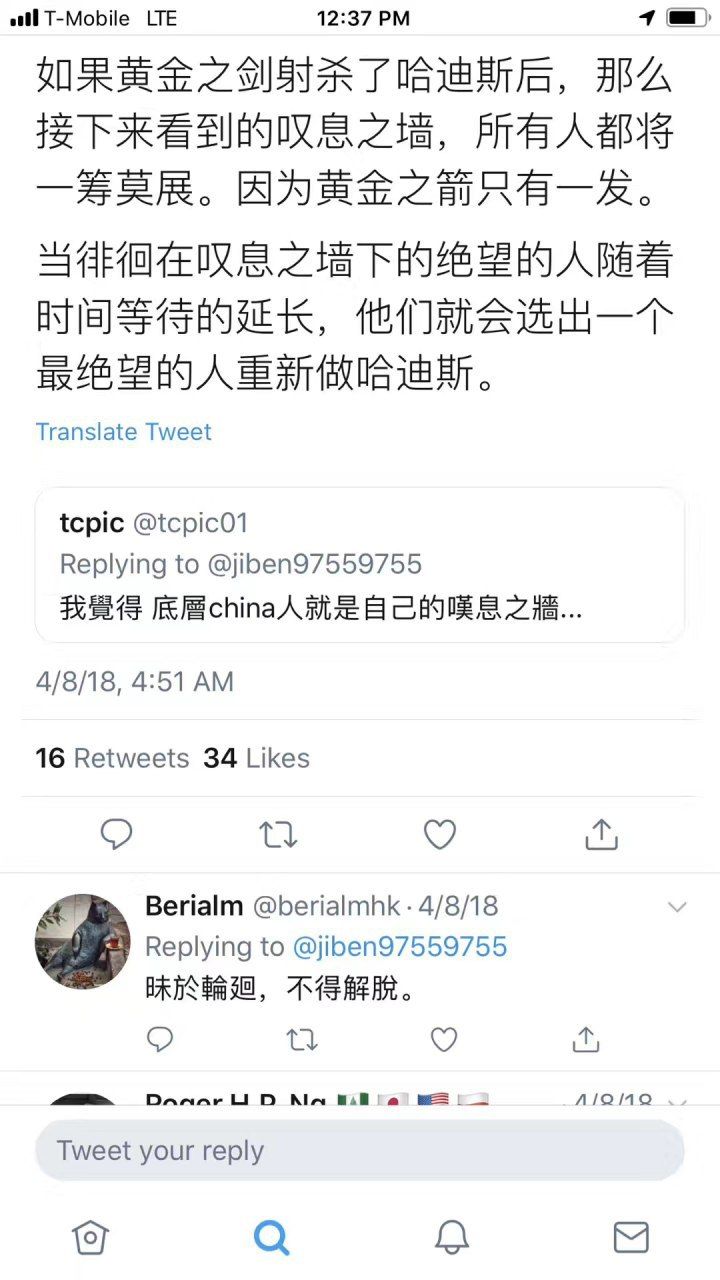 T-Mobile LTE 12:37 PM
如果黄金之剑射杀了哈迪斯后，那么
接下来看到的叹息之墙，所有人都将
一筹莫展。因为黄金之箭只有一发。
当徘徊在叹息之墙下的绝望的人随着
时间等待的延长，他们就会选出一个
最绝望的人重新做哈迪斯。
Translate Tweet
tcpic @tcpic01
Replying to @jiben97559755
我覺得 底層china人就是自己的嘆息之牆...
4/8/18, 4:51 AM
16 Retweets 34 Likes
Berialm @berialmhk · 4/8/18
Replying to @jiben97559755
昧於輪廻，不得解脫。
Roger H.P. Ng 4/8/18
Tweet your reply